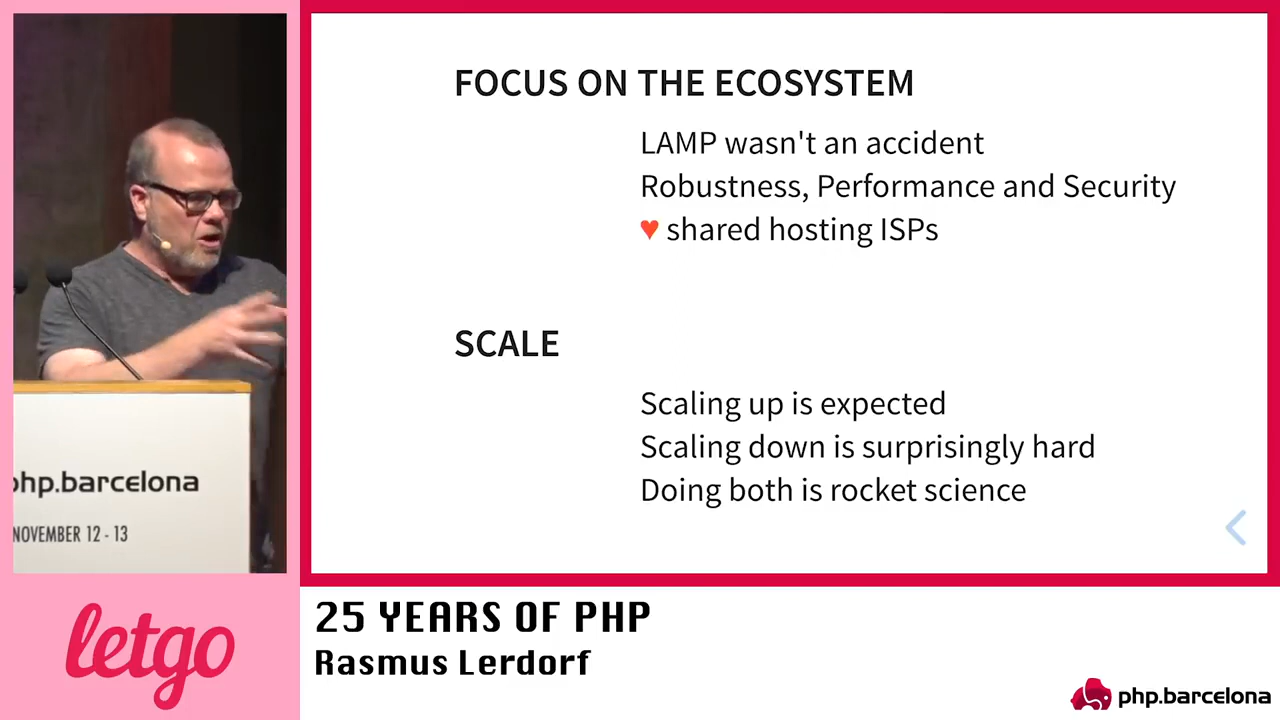 FOCUS ON THE ECOSYSTEM
LAMP wasn't an accident
Robustness, Performance and Security
♥ shared hosting ISPs
SCALE
Scaling up is expected
Scaling down is surprisingly hard
Doing both is rocket science
php.barcelona
NOVEMBER 12 - 13
letgo
25 YEARS OF PHP
Rasmus Lerdorf
php.barcelona